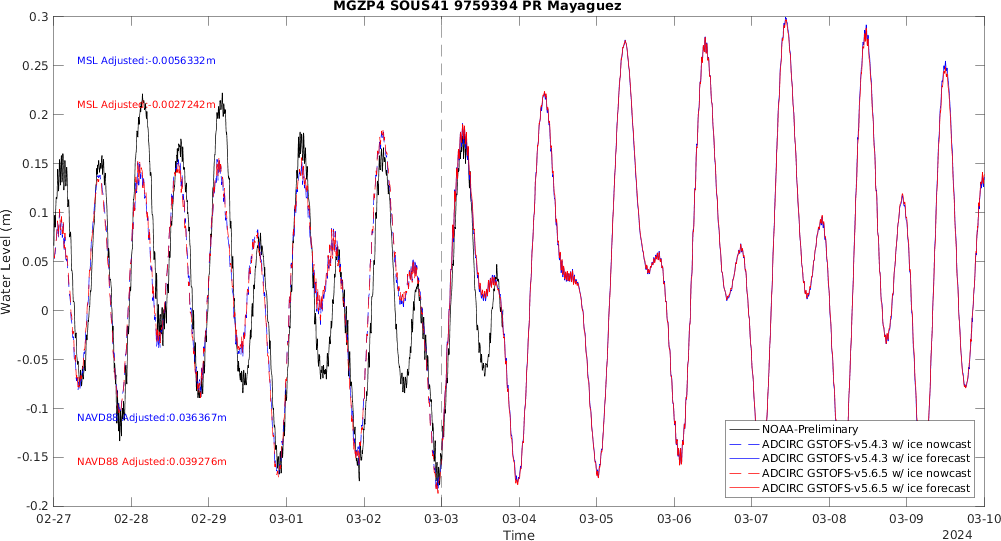 MGZP4 SOUS41 9759394 PR Mayaguez
0.3
0.25
0.2
0.15
0.1
0.05
0
-0.05
-0.1
-0.15
-0.2
Water Level (m)
MSL Adjusted:-0.0056332m
MSL Adjusted:-0.0027242m
NAVD88 Adjusted:0.036367m
NAVD88 Adjusted:0.039276m
NOAA-Preliminary
ADCIRC GSTOFS-v5.4.3 w/ ice nowcast
ADCIRC GSTOFS-v5.4.3 w/ ice forecast
ADCIRC GSTOFS-v5.6.5 w/ ice nowcast
ADCIRC GSTOFS-v5.6.5 w/ ice forecast
02-27 02-28 02-29 03-01 03-02 03-03 03-04 03-05 03-06 03-07 03-08 03-09 03-10
Time
2024